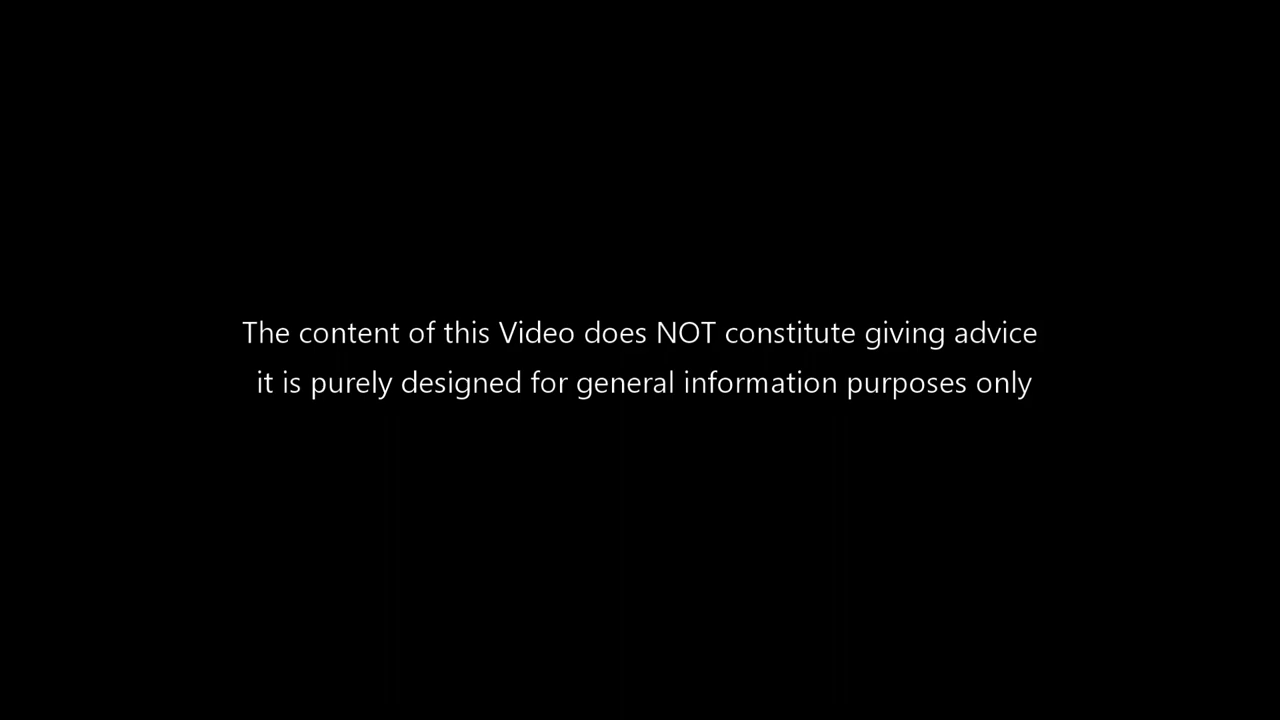 The content of this Video does NOT constitute giving advice
it is purely designed for general information purposes only